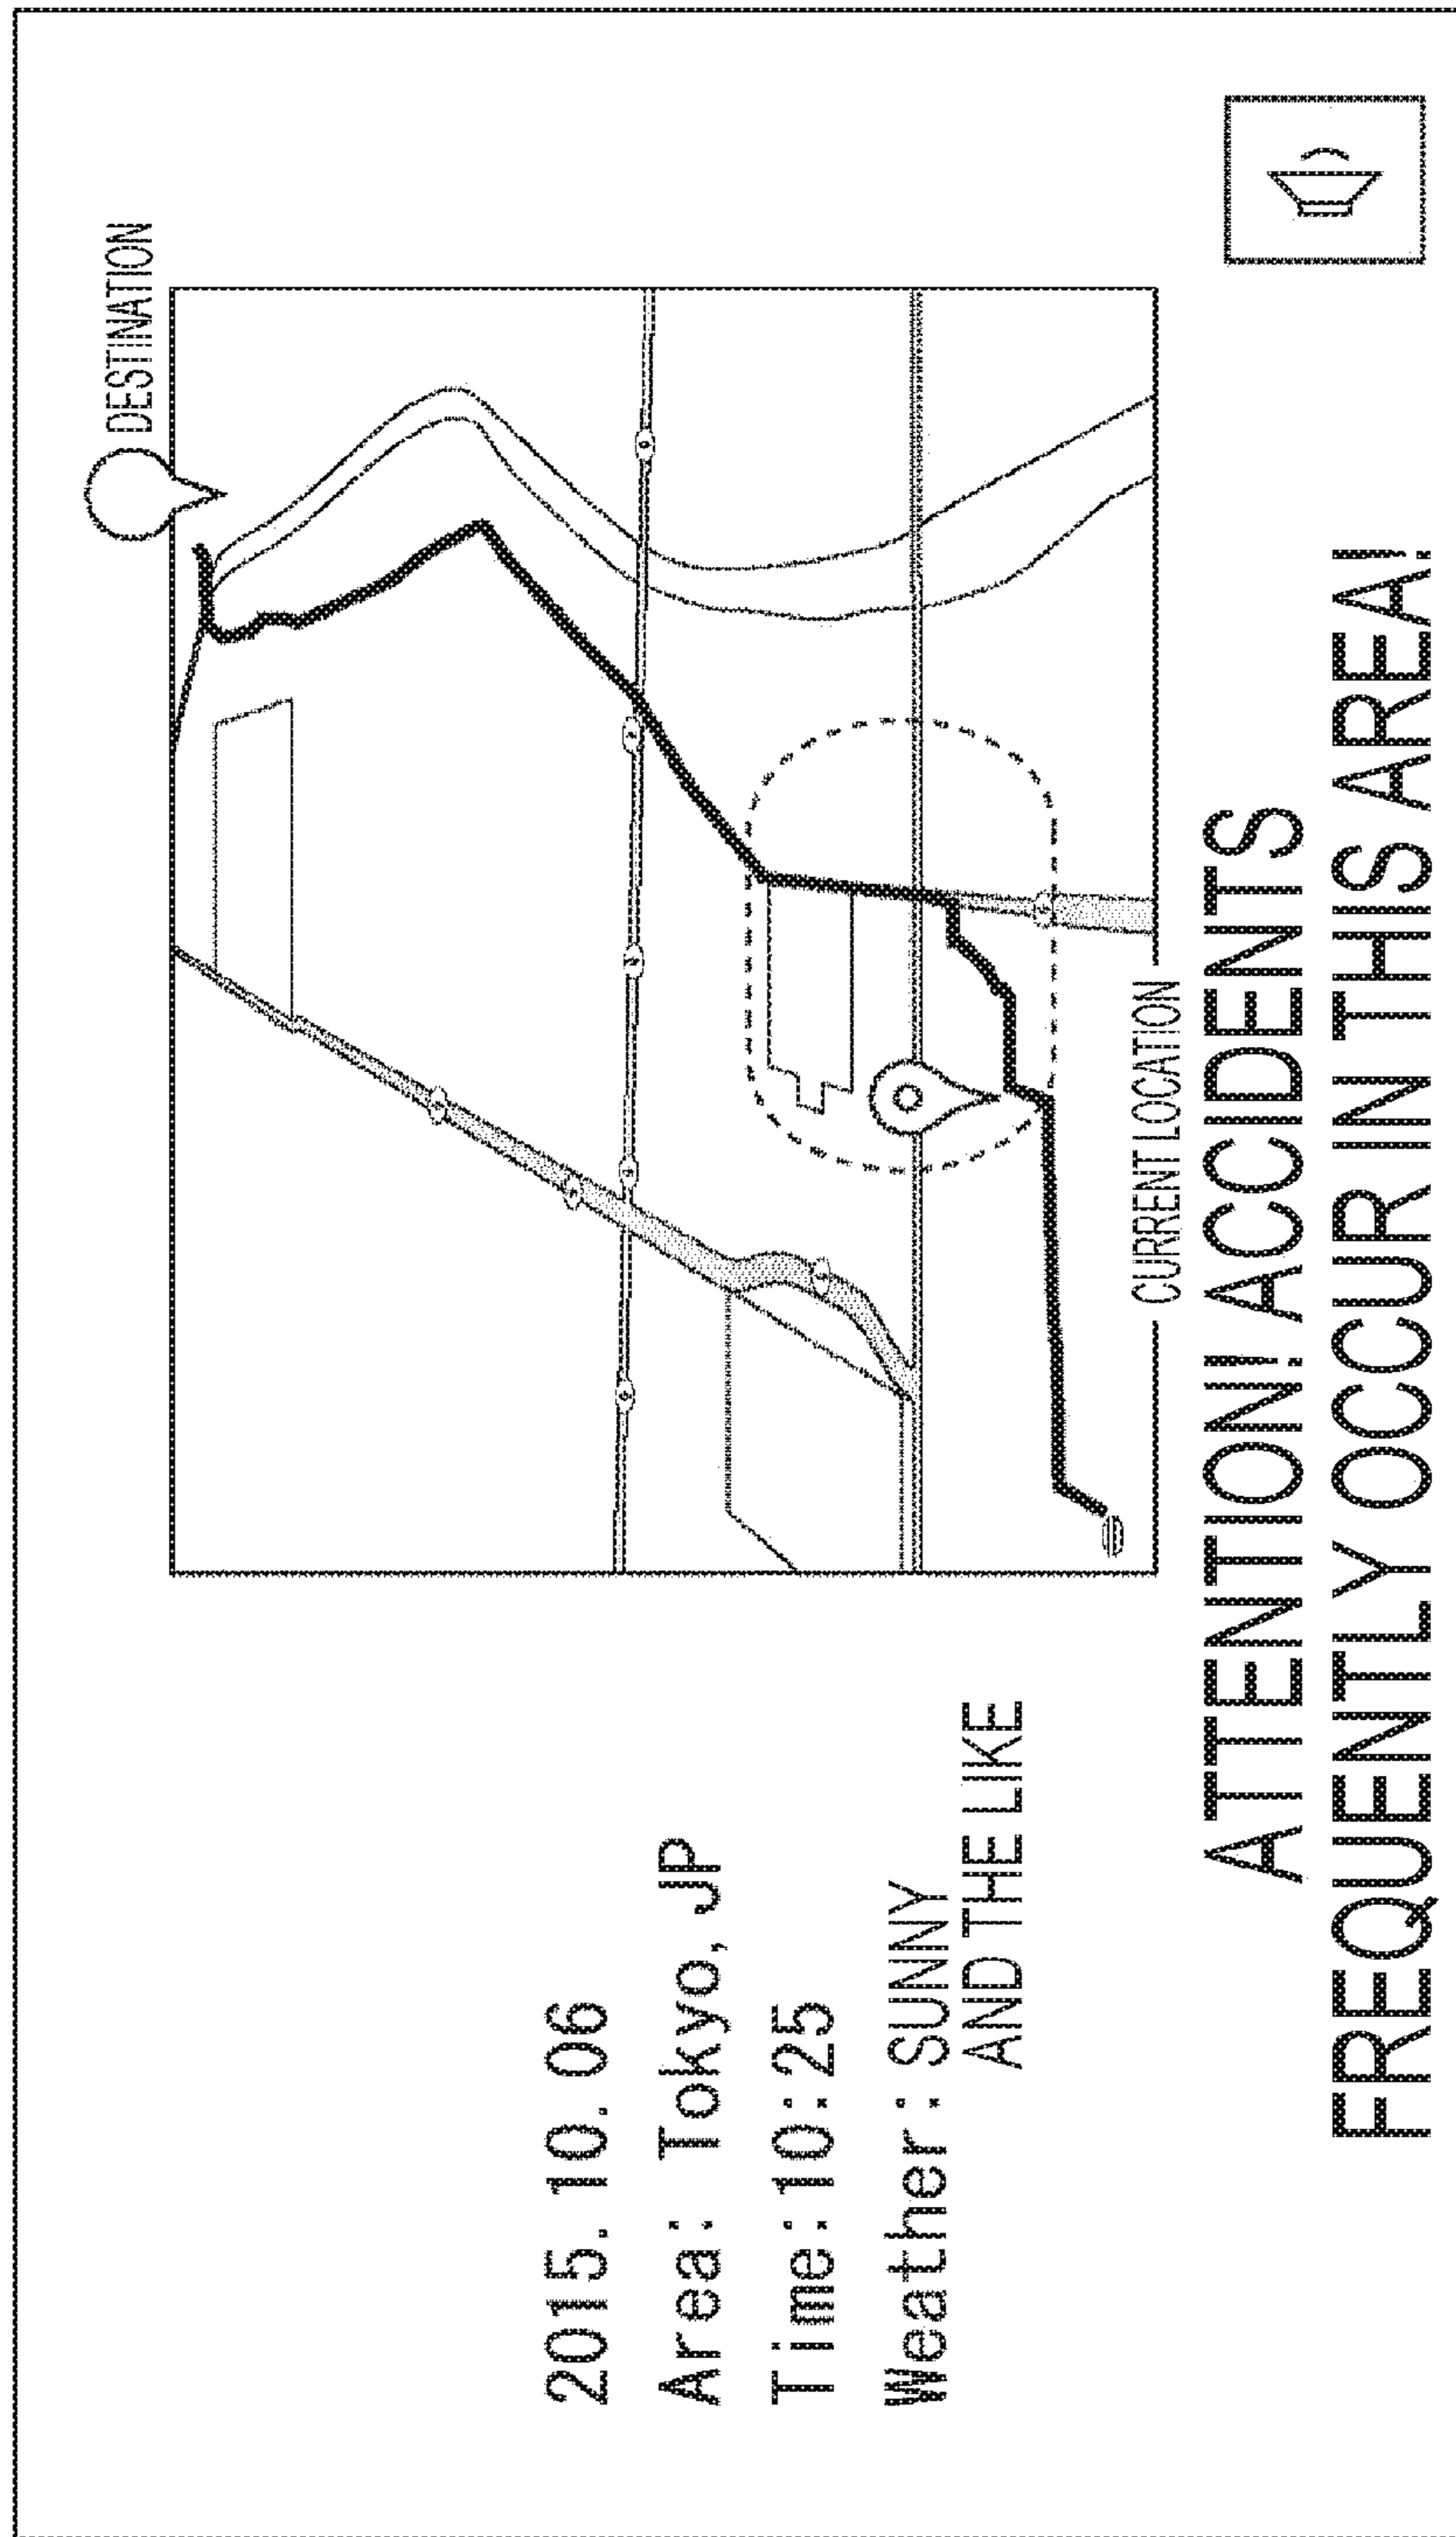 2015. 10. 06
Area: Tokyo, JP
Time:10:25
Weather: SUNNY
AND THE LIKE
DESTINATION
CURRENT LOCATION
ATTENTION! ACCIDENTS
FREQUENTLY OCCUR IN THIS AREA!